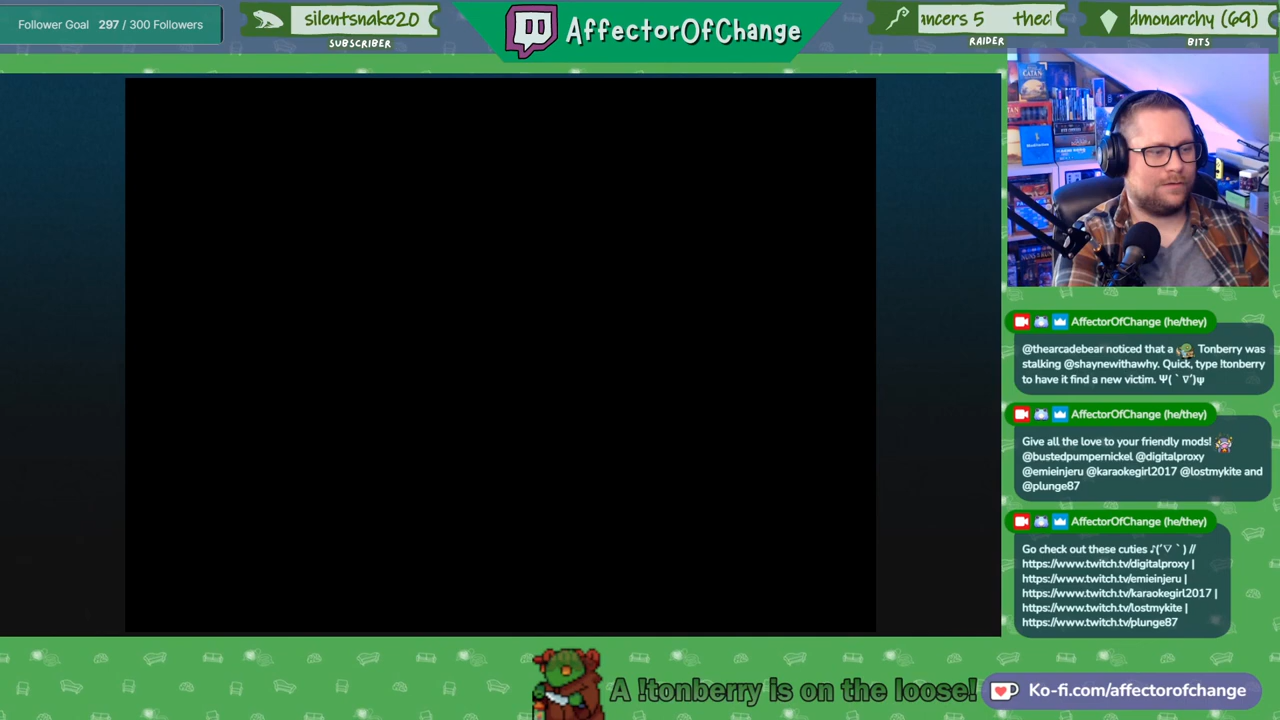 Follower Goal 297 / 300 Followers
silentsnake20
SUBSCRIBER
AffectorOfChange
ancers 5 thec
RAIDER
dmonarchy (69)
BITS
CATAN
AffectorOfChange (he/they)
@thearcadebear noticed that a Tonberry was
stalking @shaynewithawhy. Quick, type !tonberry
to have it find a new victim. Ψ(｀∇´)ψ
AffectorOfChange (he/they)
Give all the love to your friendly mods!
@bustedpumpernickel @digitalproxy
@emieinjeru @karaokegirl2017 @lostmykite and
@plunge87
AffectorOfChange (he/they)
Go check out these cuties ♪(´▽｀) //
https://www.twitch.tv/digitalproxy |
https://www.twitch.tv/emieinjeru |
https://www.twitch.tv/karaokegirl2017 |
https://www.twitch.tv/lostmykite |
https://www.twitch.tv/plunge87
A !tonberry is on the loose!
Ko-fi.com/affectorofchange